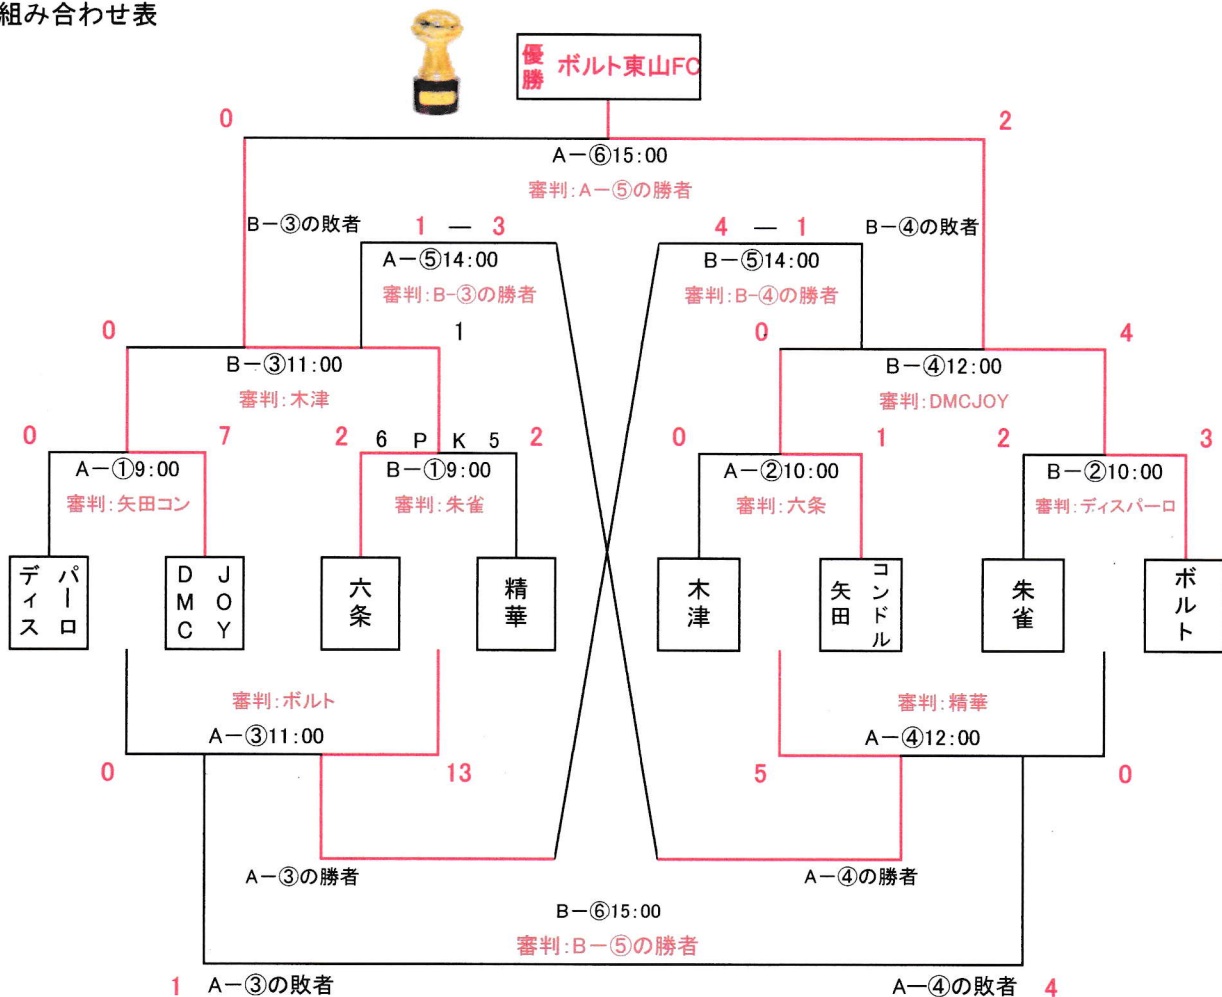 組み合わせ表
優勝 ボルト東山FC
0 2
A－⑥15:00
審判:A－⑤の勝者
B－③の敗者 1 － 3 4 － 1 B－④の敗者
A－⑤14:00 B－⑤14:00
審判:B-③の勝者 審判:B-④の勝者
0 1 0 4
B－③11:00 B－④12:00
審判:木津 審判:DMCJOY
0 7 2 6 P K 5 2 0 1 2 3
A－①9:00 B－①9:00 A－②10:00 B－②10:00
審判:矢田コン 審判:朱雀 審判:六条 審判:ディスパーロ
ディスパーロ DMCJOY 六条 精華 木津 矢田コンドル 朱雀 ボルト
審判:ボルト 審判:精華
A－③11:00 A－④12:00
0 13 5 0
A－③の勝者 A－④の勝者
B－⑥15:00
審判:B－⑤の勝者
1 A－③の敗者 A－④の敗者 4